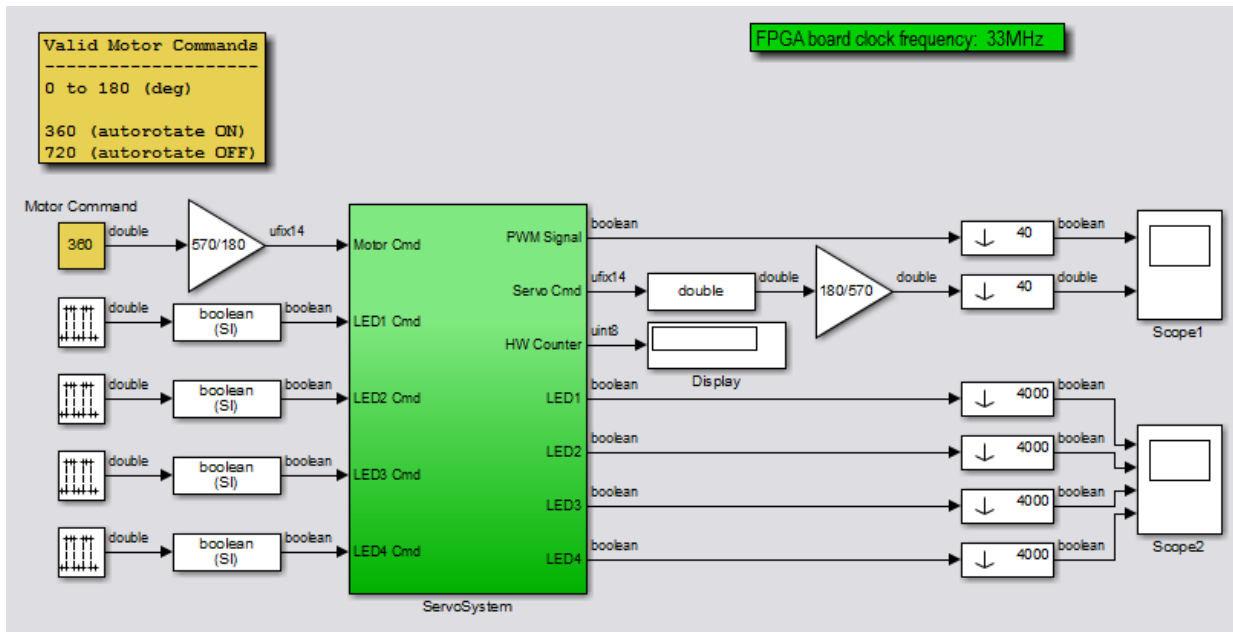 Valid Motor Commands
--------------------
0 to 180 (deg)
360 (autorotate ON)
720 (autorotate OFF)
FPGA board clock frequency: 33MHz
Motor Command
360
double
570/180
ufix14
Motor Cmd
double
boolean
(SI)
boolean
LED1 Cmd
double
boolean
(SI)
boolean
LED2 Cmd
double
boolean
(SI)
boolean
LED3 Cmd
double
boolean
(SI)
boolean
LED4 Cmd
ServoSystem
PWM Signal
boolean
40
boolean
Servo Cmd
ufix14
double
double
180/570
double
40
double
Scope1
HW Counter
uint8
Display
LED1
boolean
4000
boolean
LED2
boolean
4000
boolean
LED3
boolean
4000
boolean
LED4
boolean
4000
boolean
Scope2